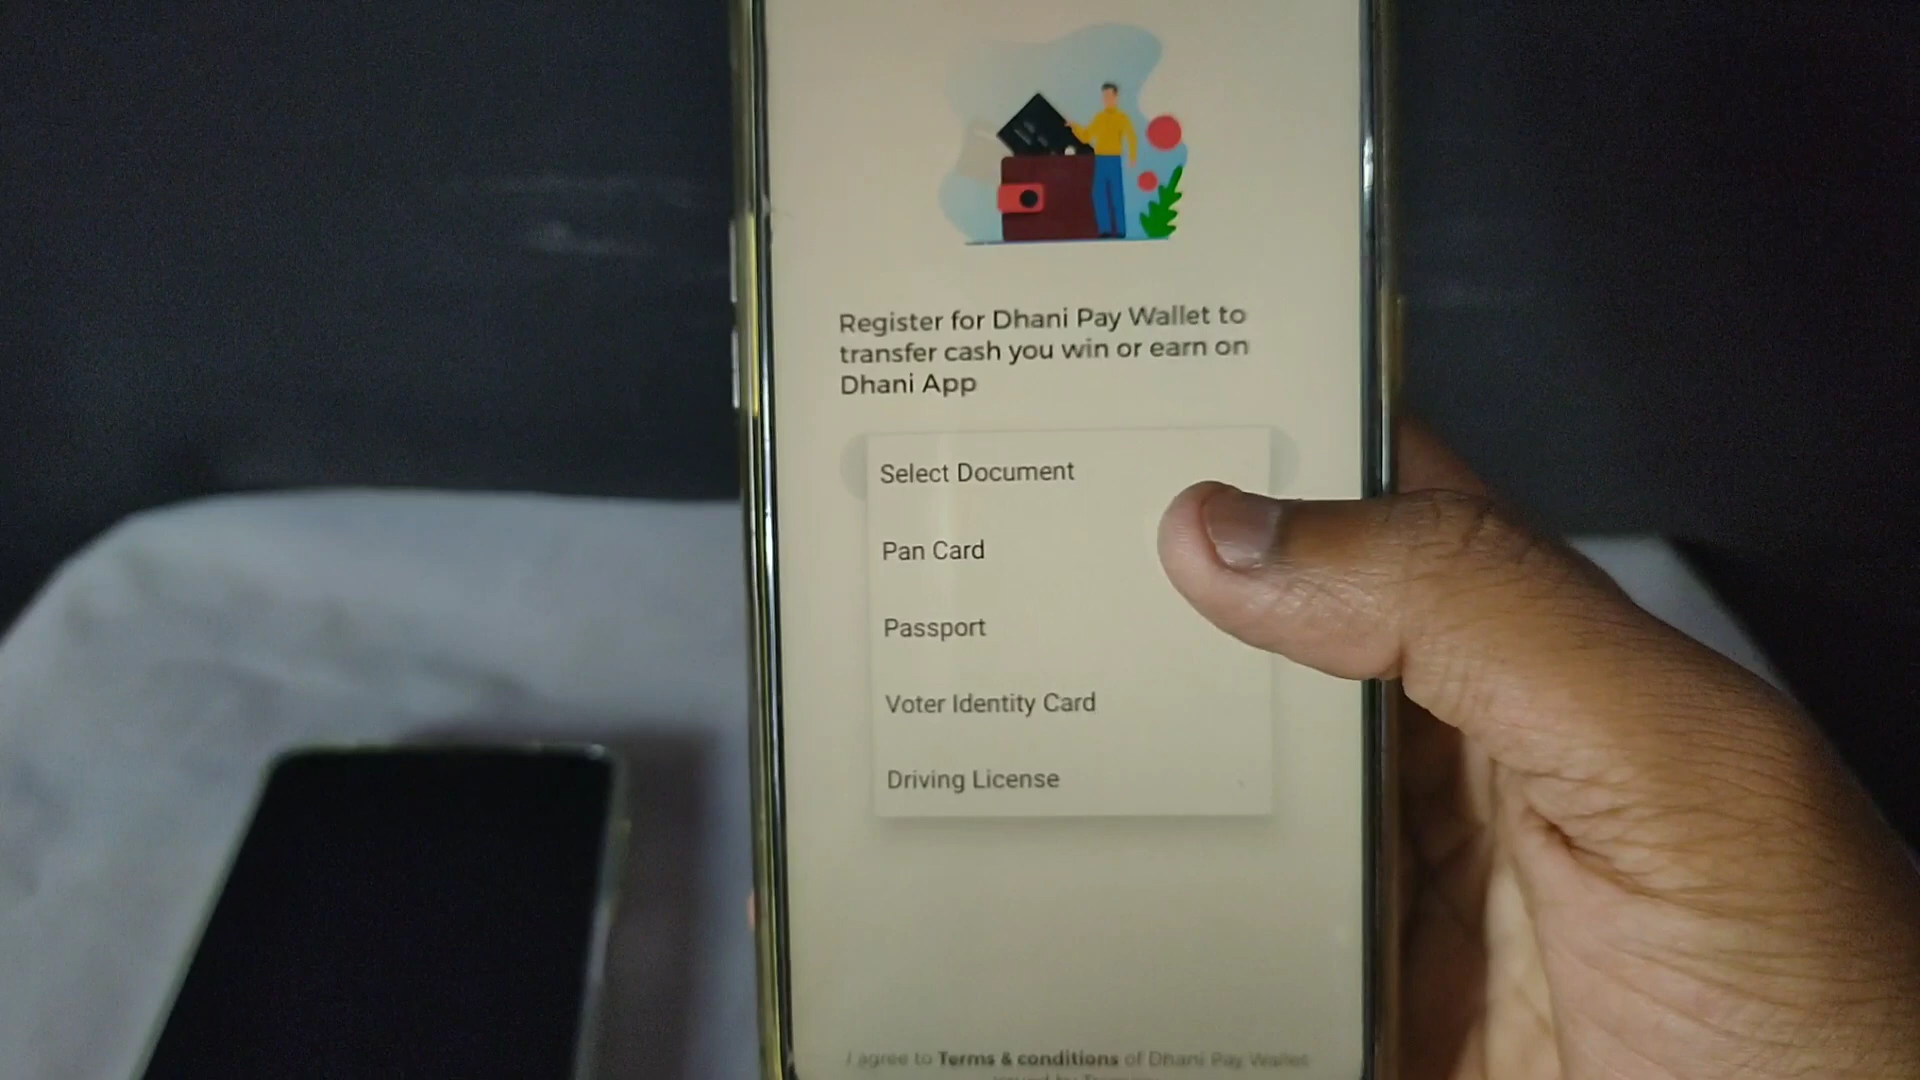 Register for Dhani Pay Wallet to
transfer cash you win or earn on
Dhani App
Select Document
Pan Card
Passport
Voter Identity Card
Driving License
I agree to Terms & conditions of Dhani Pay Wallet